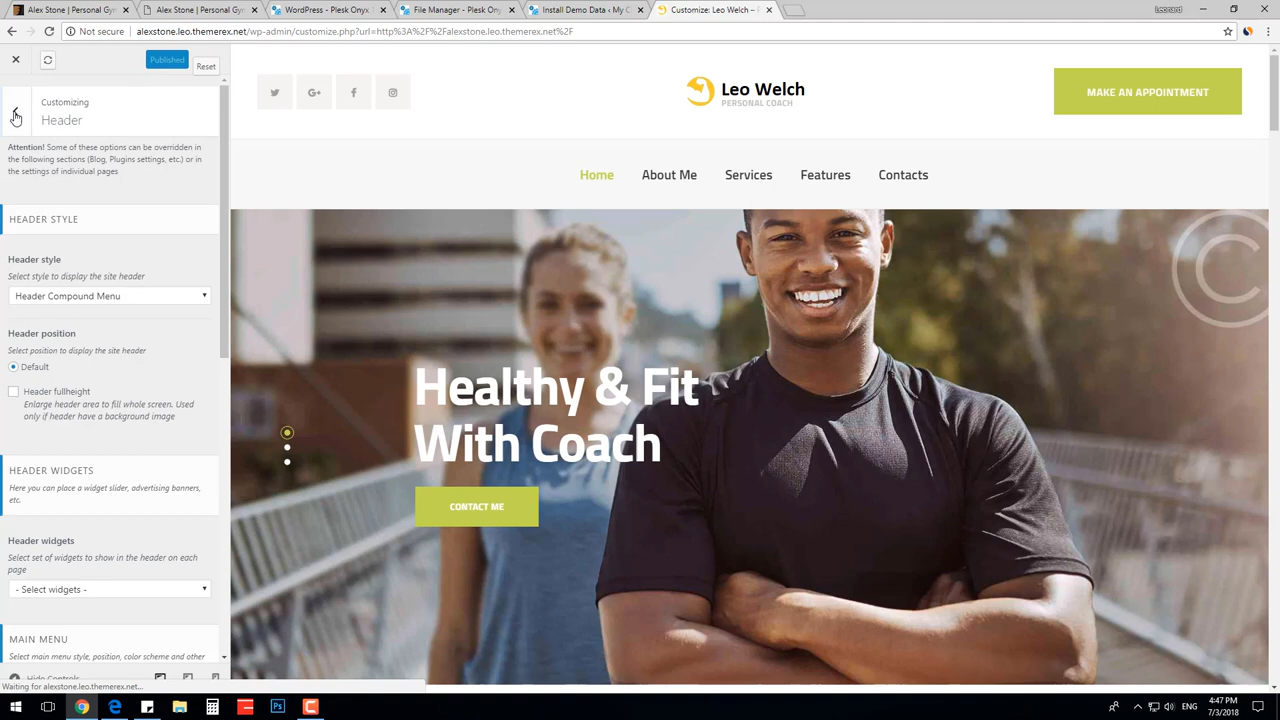 Alex Stone | Personal Gym
Alex Stone | Personal Gym
WordPress - Plesk Onyx
File Manager - Plesk Onyx
Install Demo Data ‹ My C
Customize: Leo Welch – P
Leonard
Not secure
alexstone.leo.themerex.net/wp-admin/customize.php?url=http%3A%2F%2Falexstone.leo.themerex.net%2F
Published
Reset
Customizing
Header
Attention! Some of these options can be overridden in
the following sections (Blog, Plugins settings, etc.) or in
the settings of individual pages
HEADER STYLE
Header style
Select style to display the site header
Header Compound Menu
Header position
Select position to display the site header
Default
Header fullheight
Enlarge header area to fill whole screen. Used
only if header have a background image
HEADER WIDGETS
Here you can place a widget slider, advertising banners,
etc.
Header widgets
Select set of widgets to show in the header on each
page
- Select widgets -
MAIN MENU
Select main menu style, position, color scheme and other
Hide Controls
Waiting for alexstone.leo.themerex.net...
Leo Welch
PERSONAL COACH
MAKE AN APPOINTMENT
Home About Me Services Features Contacts
Healthy & Fit
With Coach
CONTACT ME
ENG
4:47 PM
7/3/2018